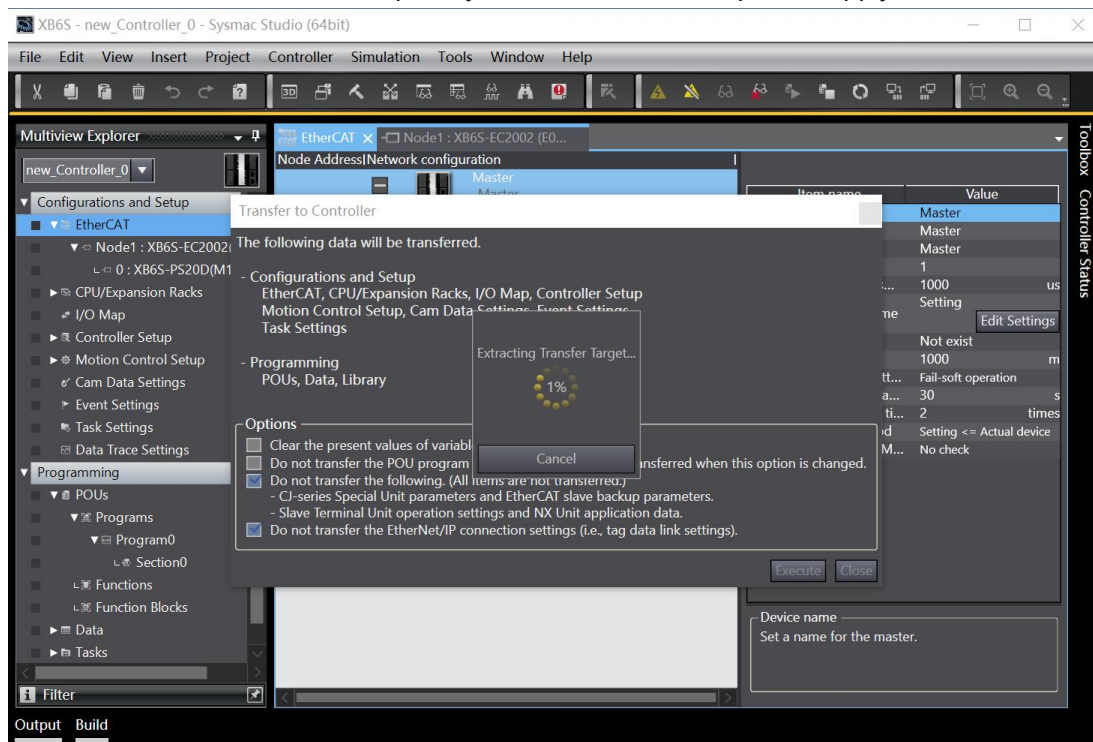 XB6S - new_Controller_0 - Sysmac Studio (64bit)
File Edit View Insert Project Controller Simulation Tools Window Help
Multiview Explorer
new_Controller_0
Configurations and Setup
EtherCAT
Node1 : XB6S-EC2002(
0 : XB6S-PS20D(M1
CPU/Expansion Racks
I/O Map
Controller Setup
Motion Control Setup
Cam Data Settings
Event Settings
Task Settings
Data Trace Settings
Programming
POUs
Programs
Program0
Section0
Functions
Function Blocks
Data
Tasks
Filter
EtherCAT
Node1 : XB6S-EC2002 (E0...
Node Address|Network configuration
Master
Master
Transfer to Controller
The following data will be transferred.
- Configurations and Setup
EtherCAT, CPU/Expansion Racks, I/O Map, Controller Setup
Motion Control Setup, Cam Data Settings, Event Settings
Task Settings
- Programming
POUs, Data, Library
Extracting Transfer Target...
1%
Cancel
Options
Clear the present values of variabl
Do not transfer the POU program nsferred when this option is changed.
Do not transfer the following. (All items are not transferred.)
- CJ-series Special Unit parameters and EtherCAT slave backup parameters.
- Slave Terminal Unit operation settings and NX Unit application data.
Do not transfer the EtherNet/IP connection settings (i.e., tag data link settings).
Execute Close
Item name Value
Master
Master
Master
1
... 1000 us
me Setting
Edit Settings
Not exist
1000 m
tt... Fail-soft operation
a... 30 s
ti... 2 times
d Setting <= Actual device
M... No check
Device name
Set a name for the master.
Toolbox
Controller Status
Output Build